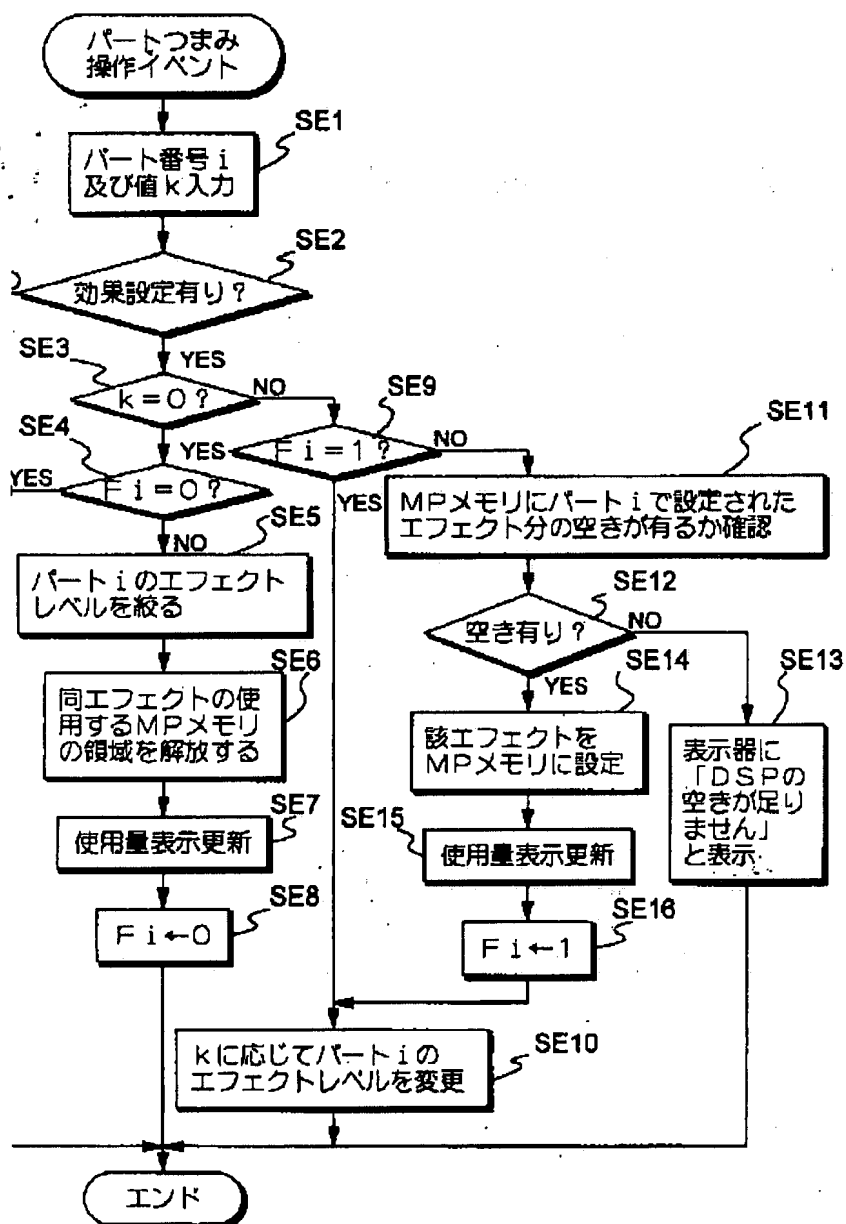 パートつまみ
操作イベント
SE1
パート番号i
及び値k入力
SE2
効果設定有り？
SE3
YES
k＝0？
NO
SE9
SE4
YES
Fi＝1？
NO
SE11
YES
Fi＝0？
YES
MPメモリにパートiで設定された
エフェクト分の空きが有るか確認
NO
SE5
パートiのエフェクト
レベルを絞る
SE12
空き有り？
NO
SE6
YES
SE14
SE13
同エフェクトの使
用するMPメモリ
の領域を解放する
該エフェクトを
MPメモリに設定
表示器に
「DSPの
空きが足り
ません」
と表示
SE7
使用量表示更新
SE15
使用量表示更新
SE8
Fi←0
SE16
Fi←1
SE10
kに応じてパートiの
エフェクトレベルを変更
エンド